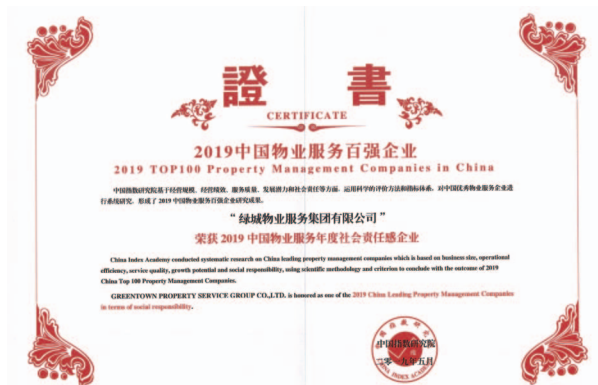 證 書
CERTIFICATE
2019中国物业服务百强企业
2019 TOP100 Property Management Companies in China
中国指数研究院基于经营规模、经营绩效、服务质量、发展潜力和社会责任等方面，运用科学的评价方法和指标体系，对中国优秀物业服务企业进
行系统研究，形成了 2019 中国物业服务百强企业研究成果。
“ 绿城物业服务集团有限公司 ”
荣获 2019 中国物业服务年度社会责任感企业
China Index Academy conducted systematic research on China leading property management companies which is based on business size, operational
efficiency, service quality, growth potential and social responsibility, using scientific methodology and criterion to conclude with the outcome of 2019
China Top 100 Property Management Companies.
GREENTOWN PROPERTY SERVICE GROUP CO.,LTD. is honored as one of the 2019 China Leading Property Management Companies
in terms of social responsibility.
中国指数研究院
二零一九年五月
CHINA INDEX ACADEMY